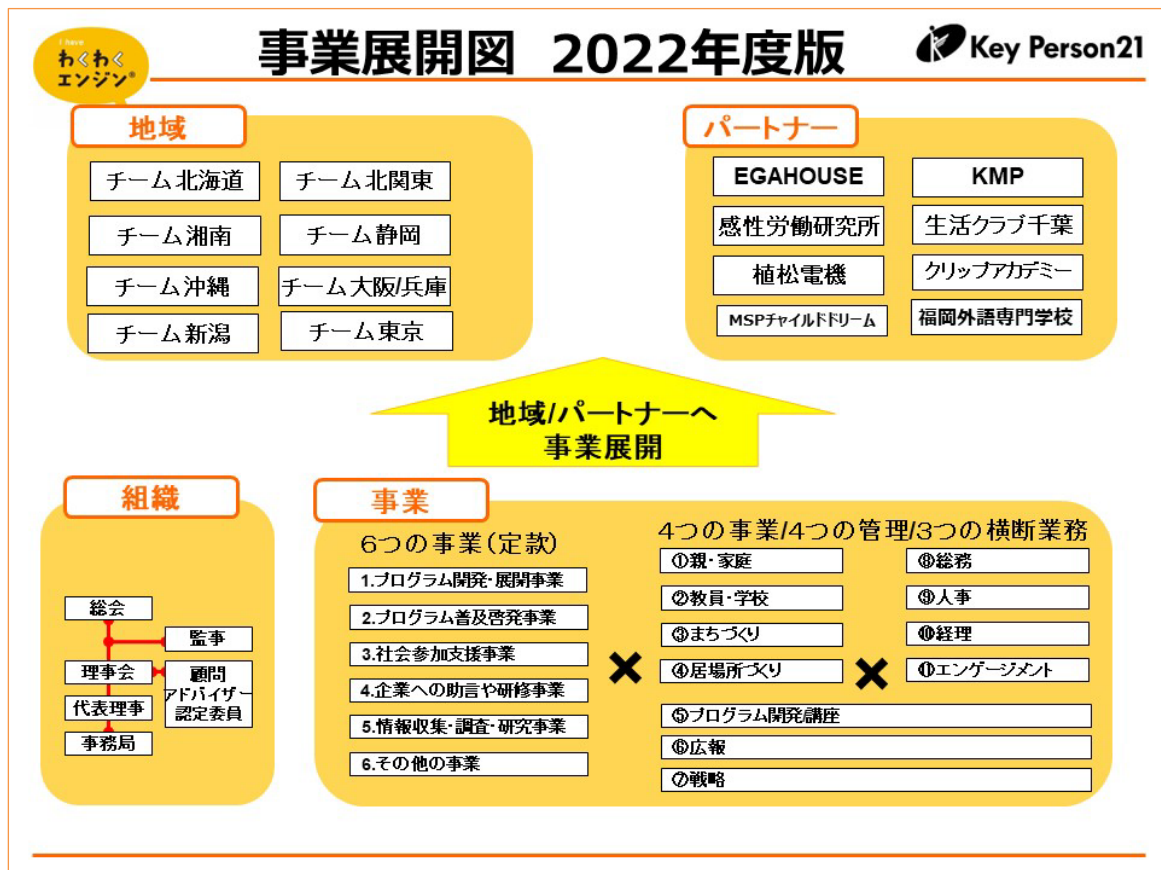 i have
わくわく
エンジン®
事業展開図 2022年度版
Key Person21
地域
チーム北海道
チーム北関東
チーム湘南
チーム静岡
チーム沖縄
チーム大阪/兵庫
チーム新潟
チーム東京
パートナー
EGAHOUSE
KMP
感性労働研究所
生活クラブ千葉
植松電機
クリップアカデミー
MSPチャイルドドリーム
福岡外語専門学校
地域/パートナーへ
事業展開
組織
総会
監事
理事会
顧問
アドバイザー
認定委員
代表理事
事務局
事業
6つの事業(定款)
1.プログラム開発・展開事業
2.プログラム普及啓発事業
3.社会参加支援事業
4.企業への助言や研修事業
5.情報収集・調査・研究事業
6.その他の事業
4つの事業/4つの管理/3つの横断業務
①親・家庭
②教員・学校
③まちづくり
④居場所づくり
⑧総務
⑨人事
⑩経理
⑪エンゲージメント
⑤プログラム開発/講座
⑥広報
⑦戦略